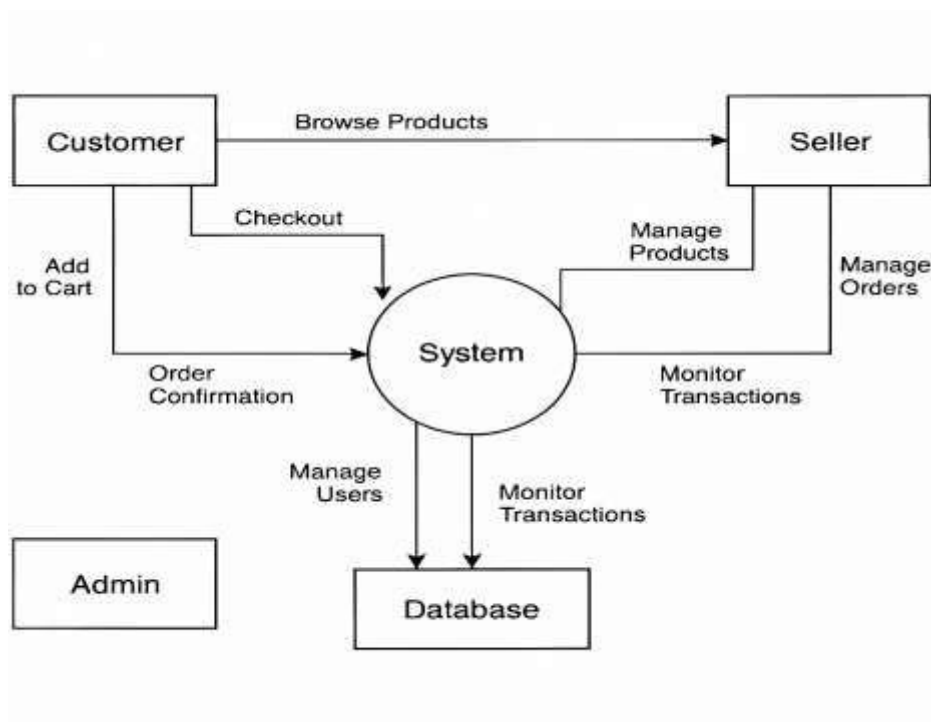 Customer
Browse Products
Seller
Checkout
Manage
Products
Add
to Cart
Manage
Orders
System
Order
Confirmation
Monitor
Transactions
Manage
Users
Monitor
Transactions
Admin
Database